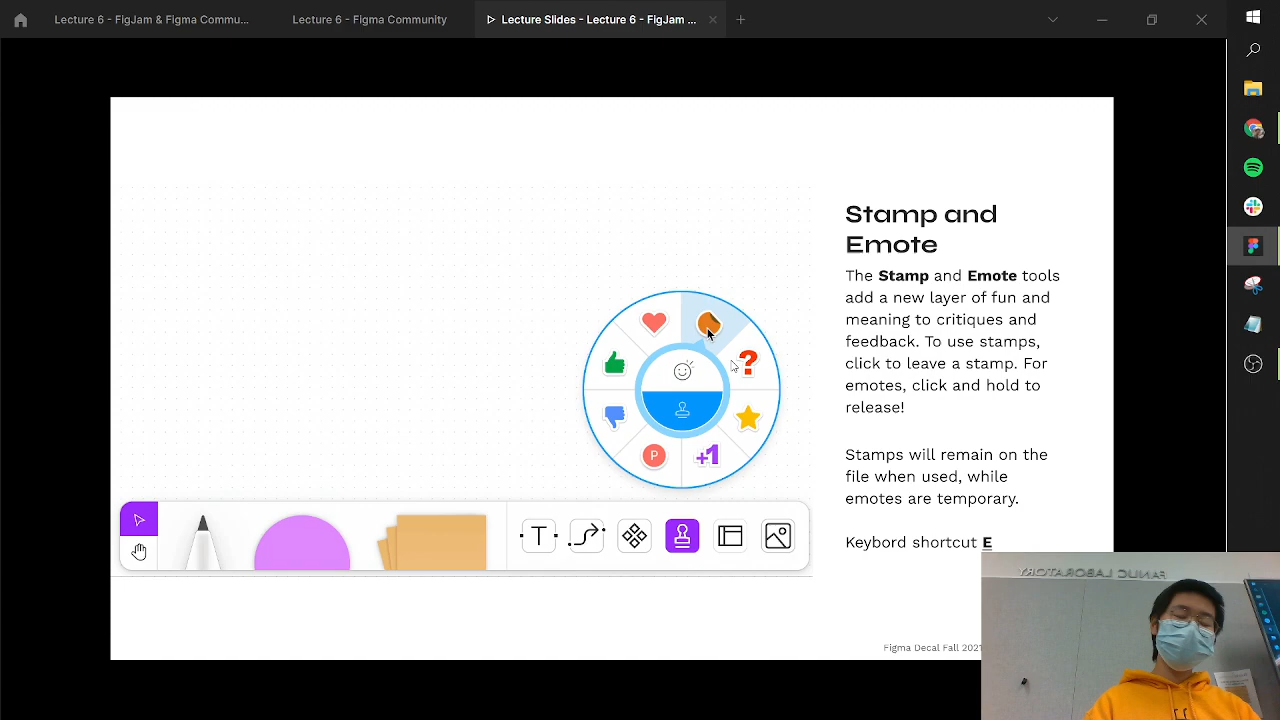 Lecture 6 - FigJam & Figma Commu...
Lecture 6 - Figma Community
Lecture Slides - Lecture 6 - FigJam ...
Stamp and
Emote
The Stamp and Emote tools
add a new layer of fun and
meaning to critiques and
feedback. To use stamps,
click to leave a stamp. For
emotes, click and hold to
release!
Stamps will remain on the
file when used, while
emotes are temporary.
Keybord shortcut E
?
+1
P
T
FANUC LABORATORY
Figma Decal Fall 2021